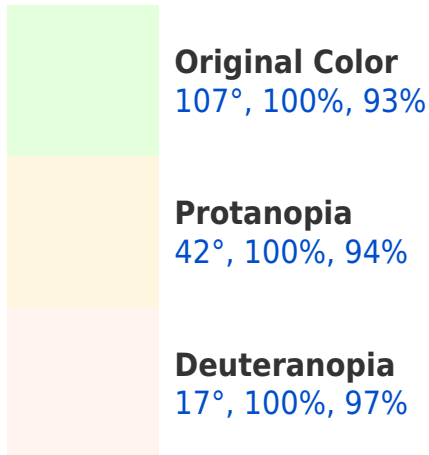 Original Color
107°, 100%, 93%
Protanopia
42°, 100%, 94%
Deuteranopia
17°, 100%, 97%